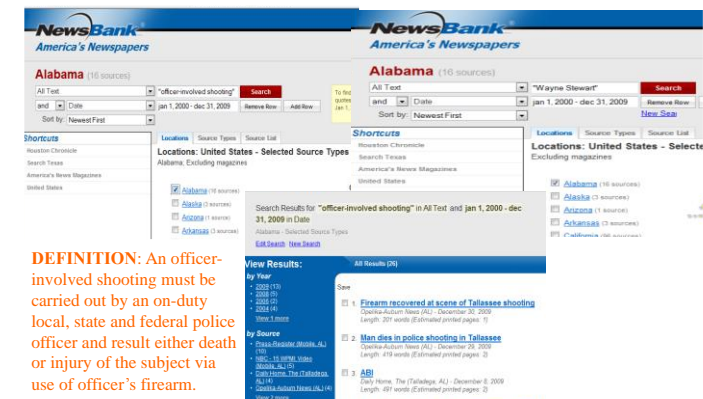 NewsBank
America's Newspapers
Alabama (16 sources)
All Text "officer-involved shooting" Search
and Date jan 1, 2000 - dec 31, 2009 Remove Row Add Row
Sort by: Newest First
To find
Jan 1,
Shortcuts
Houston Chronicle
Search Texas
America's News Magazines
United States
Locations Source Types Source List
Locations: United States - Selected Source Types
Alabama; Excluding magazines
Alabama (16 sources)
Alaska (3 sources)
Arizona (1 source)
Arkansas (3 sources)
NewsBank
America's Newspapers
Alabama (16 sources)
All Text "Wayne Stewart" Search
and Date jan 1, 2000 - dec 31, 2009 Remove Row
Sort by: Newest First New Sear
Shortcuts
Houston Chronicle
Search Texas
America's News Magazines
United States
Locations Source Types Source List
Locations: United States - Selecte
Excluding magazines
Alabama (16 sources)
Alaska (3 sources)
Arizona (1 source)
Arkansas (3 sources)
California (96 sources)
DEFINITION: An officer-
involved shooting must be
carried out by an on-duty
local, state and federal police
officer and result either death
or injury of the subject via
use of officer's firearm.
Search Results for "officer-involved shooting" in All Text and jan 1, 2000 - dec
31, 2009 in Date
Alabama - Selected Source Types
Edit Search New Search
View Results:
by Year
2009 (13)
2008 (5)
2006 (2)
2004 (4)
View 1 more
by Source
Press-Register (Mobile, AL)
(10)
NBC - 15 WPMI Video
(Mobile, AL) (5)
Daily Home, The (Talladega,
AL) (4)
Opelika-Auburn News (AL) (4)
View 2 more
All Results (26)
Save
1. Firearm recovered at scene of Tallassee shooting
Opelika-Auburn News (AL) - December 30, 2009
Length: 201 words (Estimated printed pages: 1)
2. Man dies in police shooting in Tallassee
Opelika-Auburn News (AL) - December 29, 2009
Length: 419 words (Estimated printed pages: 2)
3. ABI
Daily Home, The (Talladega, AL) - December 8, 2009
Length: 491 words (Estimated printed pages: 2)